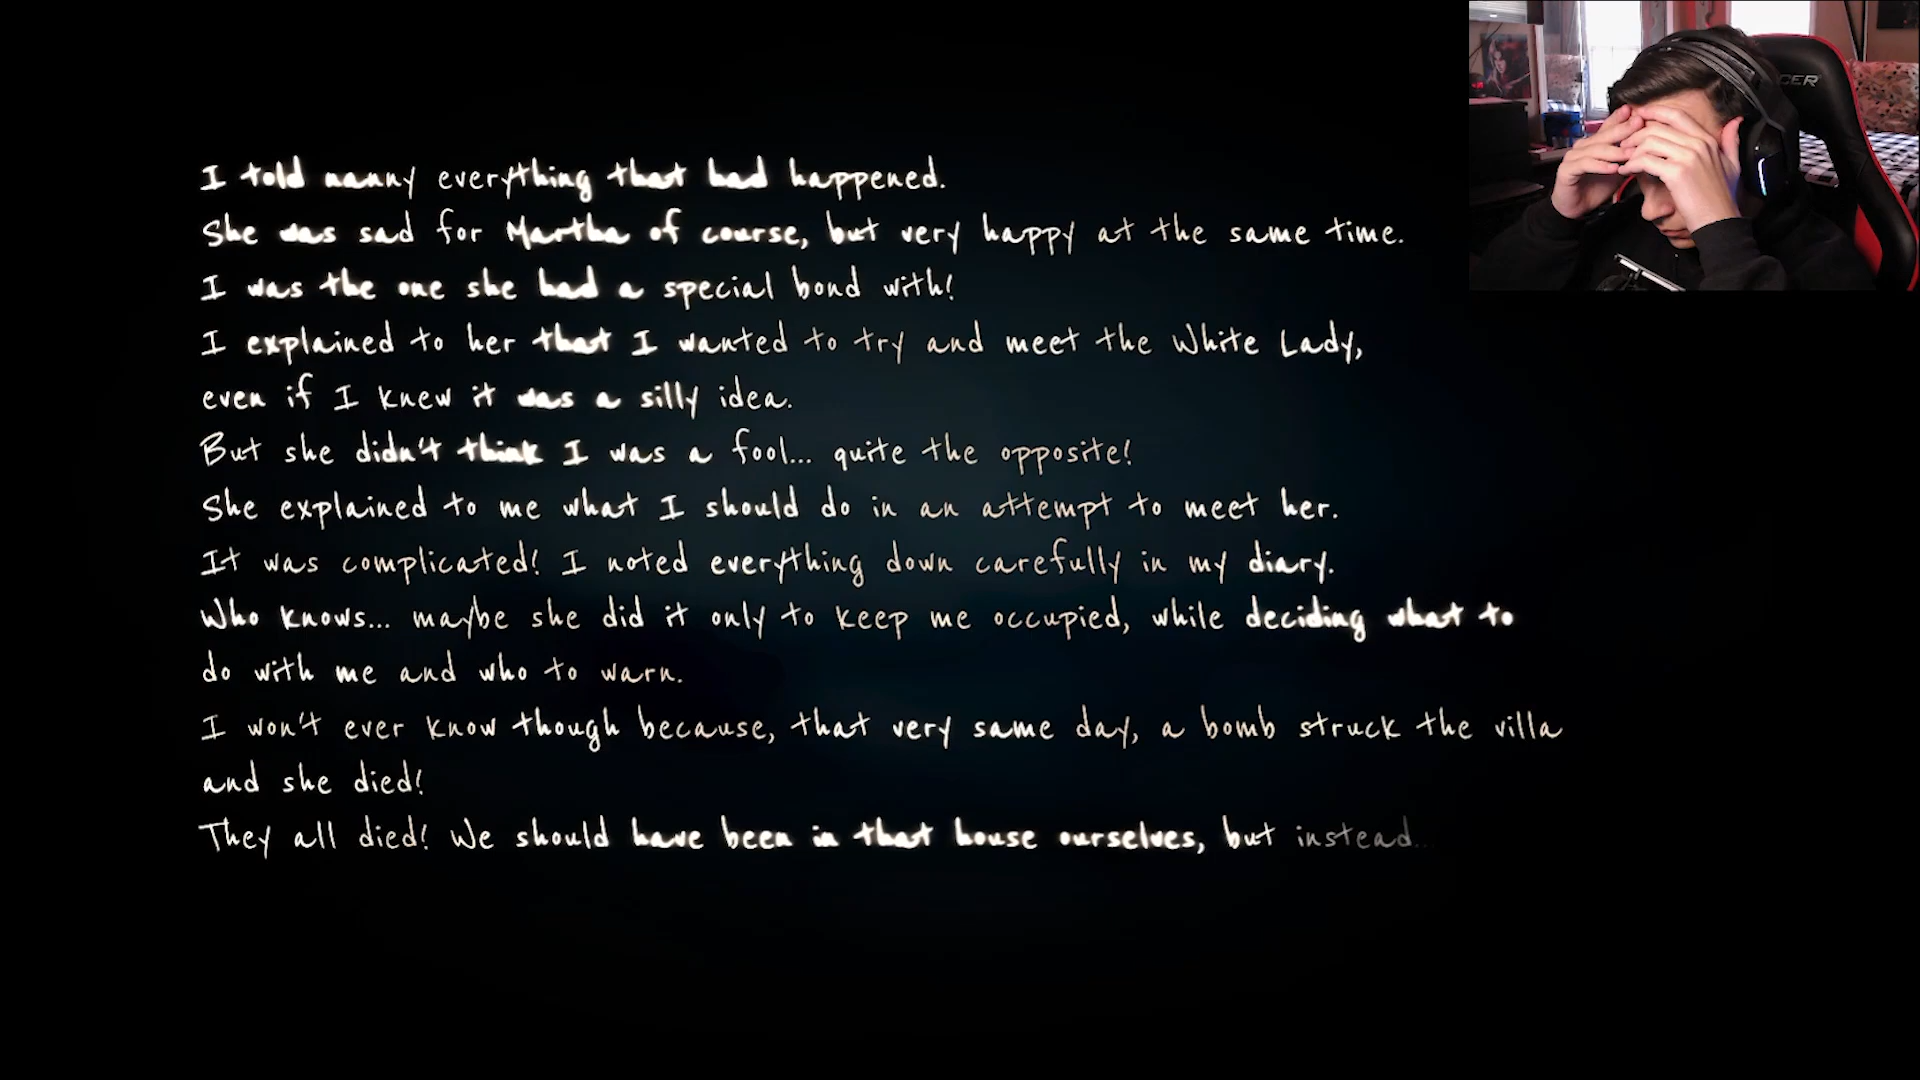 I told nanny everything that had happened.
She was sad for Martha of course, but very happy at the same time.
I was the one she had a special bond with!
I explained to her that I wanted to try and meet the White Lady,
even if I knew it was a silly idea.
But she didn't think I was a fool... quite the opposite!
She explained to me what I should do in an attempt to meet her.
It was complicated! I noted everything down carefully in my diary.
Who knows... maybe she did it only to keep me occupied, while deciding what to
do with me and who to warn.
I won't ever know though because, that very same day, a bomb struck the villa
and she died!
They all died! We should have been in that house ourselves, but instead...
CER